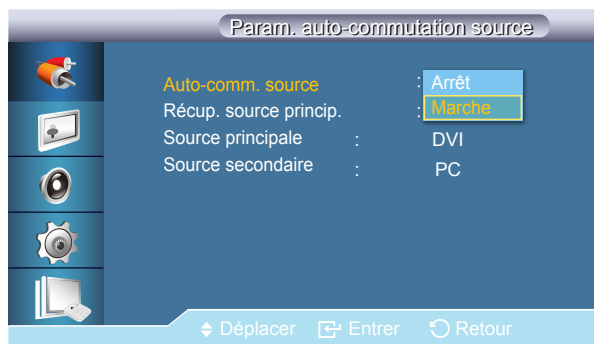 Param. auto-commutation source
Auto-comm. source : Arrêt
Récup. source princip. : Marche
Source principale : DVI
Source secondaire : PC
Déplacer Entrer Retour